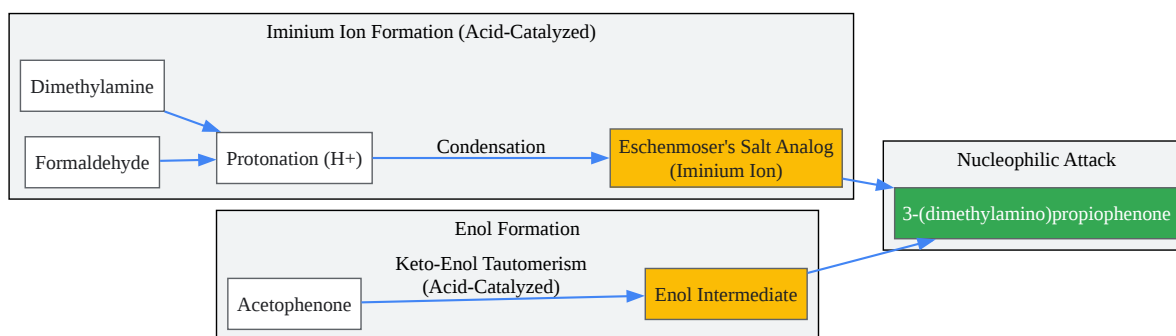 Iminium Ion Formation (Acid-Catalyzed)
Dimethylamine
Formaldehyde
Protonation (H+)
Condensation
Eschenmoser's Salt Analog
(Iminium Ion)
Nucleophilic Attack
3-(dimethylamino)propiophenone
Enol Formation
Acetophenone
Keto-Enol Tautomerism
(Acid-Catalyzed)
Enol Intermediate